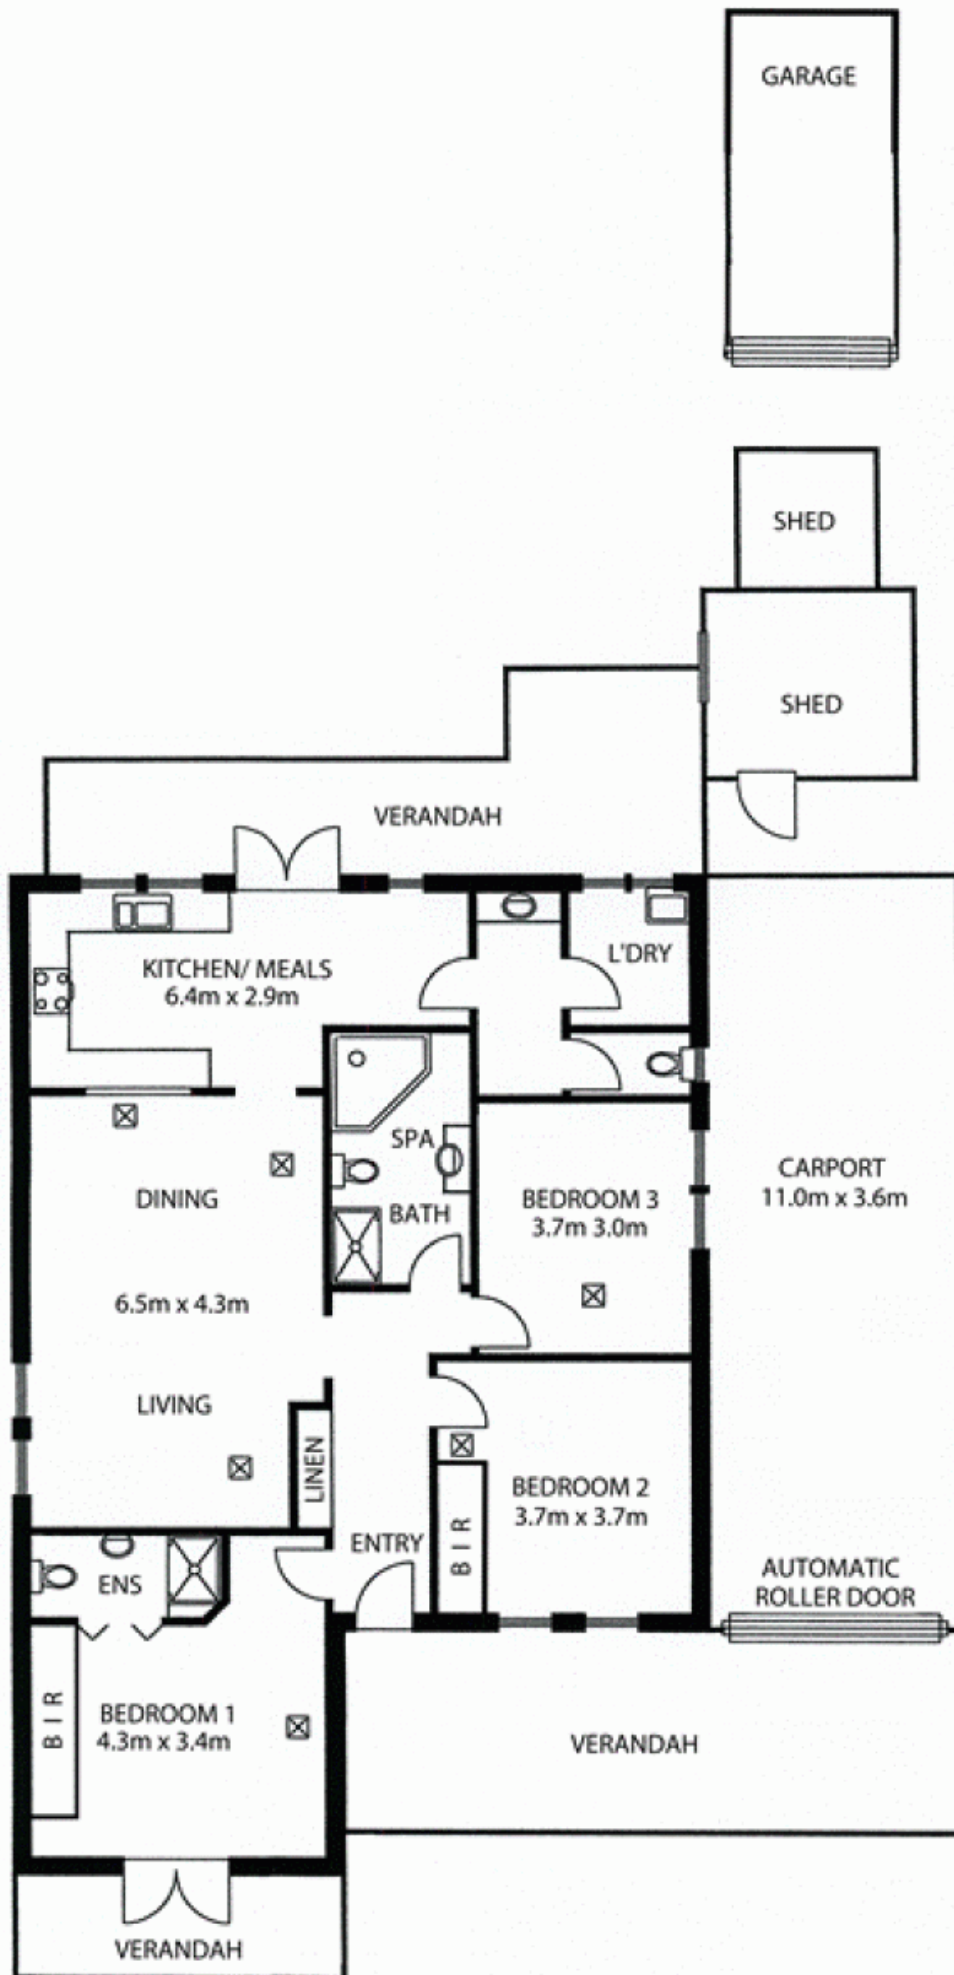 GARAGE
SHED
SHED
VERANDAH
KITCHEN/ MEALS
6.4m x 2.9m
L'DRY
SPA
BATH
DINING
6.5m x 4.3m
LIVING
BEDROOM 3
3.7m 3.0m
CARPORT
11.0m x 3.6m
LINEN
BEDROOM 2
3.7m x 3.7m
B I R
ENTRY
AUTOMATIC
ROLLER DOOR
ENS
B I R
BEDROOM 1
4.3m x 3.4m
VERANDAH
VERANDAH